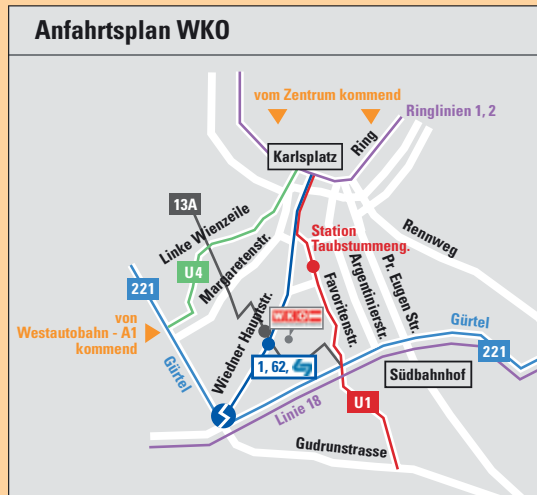 Anfahrtsplan WKO
vom Zentrum kommend
Ringlinien 1, 2
Ring
Karlsplatz
13A
Linke Wienzeile
Station
Taubstummeng.
Rennweg
U4
Margaretenstr.
221
Argentinierstr.
Pr. Eugen Str.
Favoritenstr.
von
Westautobahn - A1
kommend
WKO
Wiedner Hauptstr.
Gürtel
221
1, 62,
Südbahnhof
Gürtel
U1
Linie 18
Gudrunstrasse